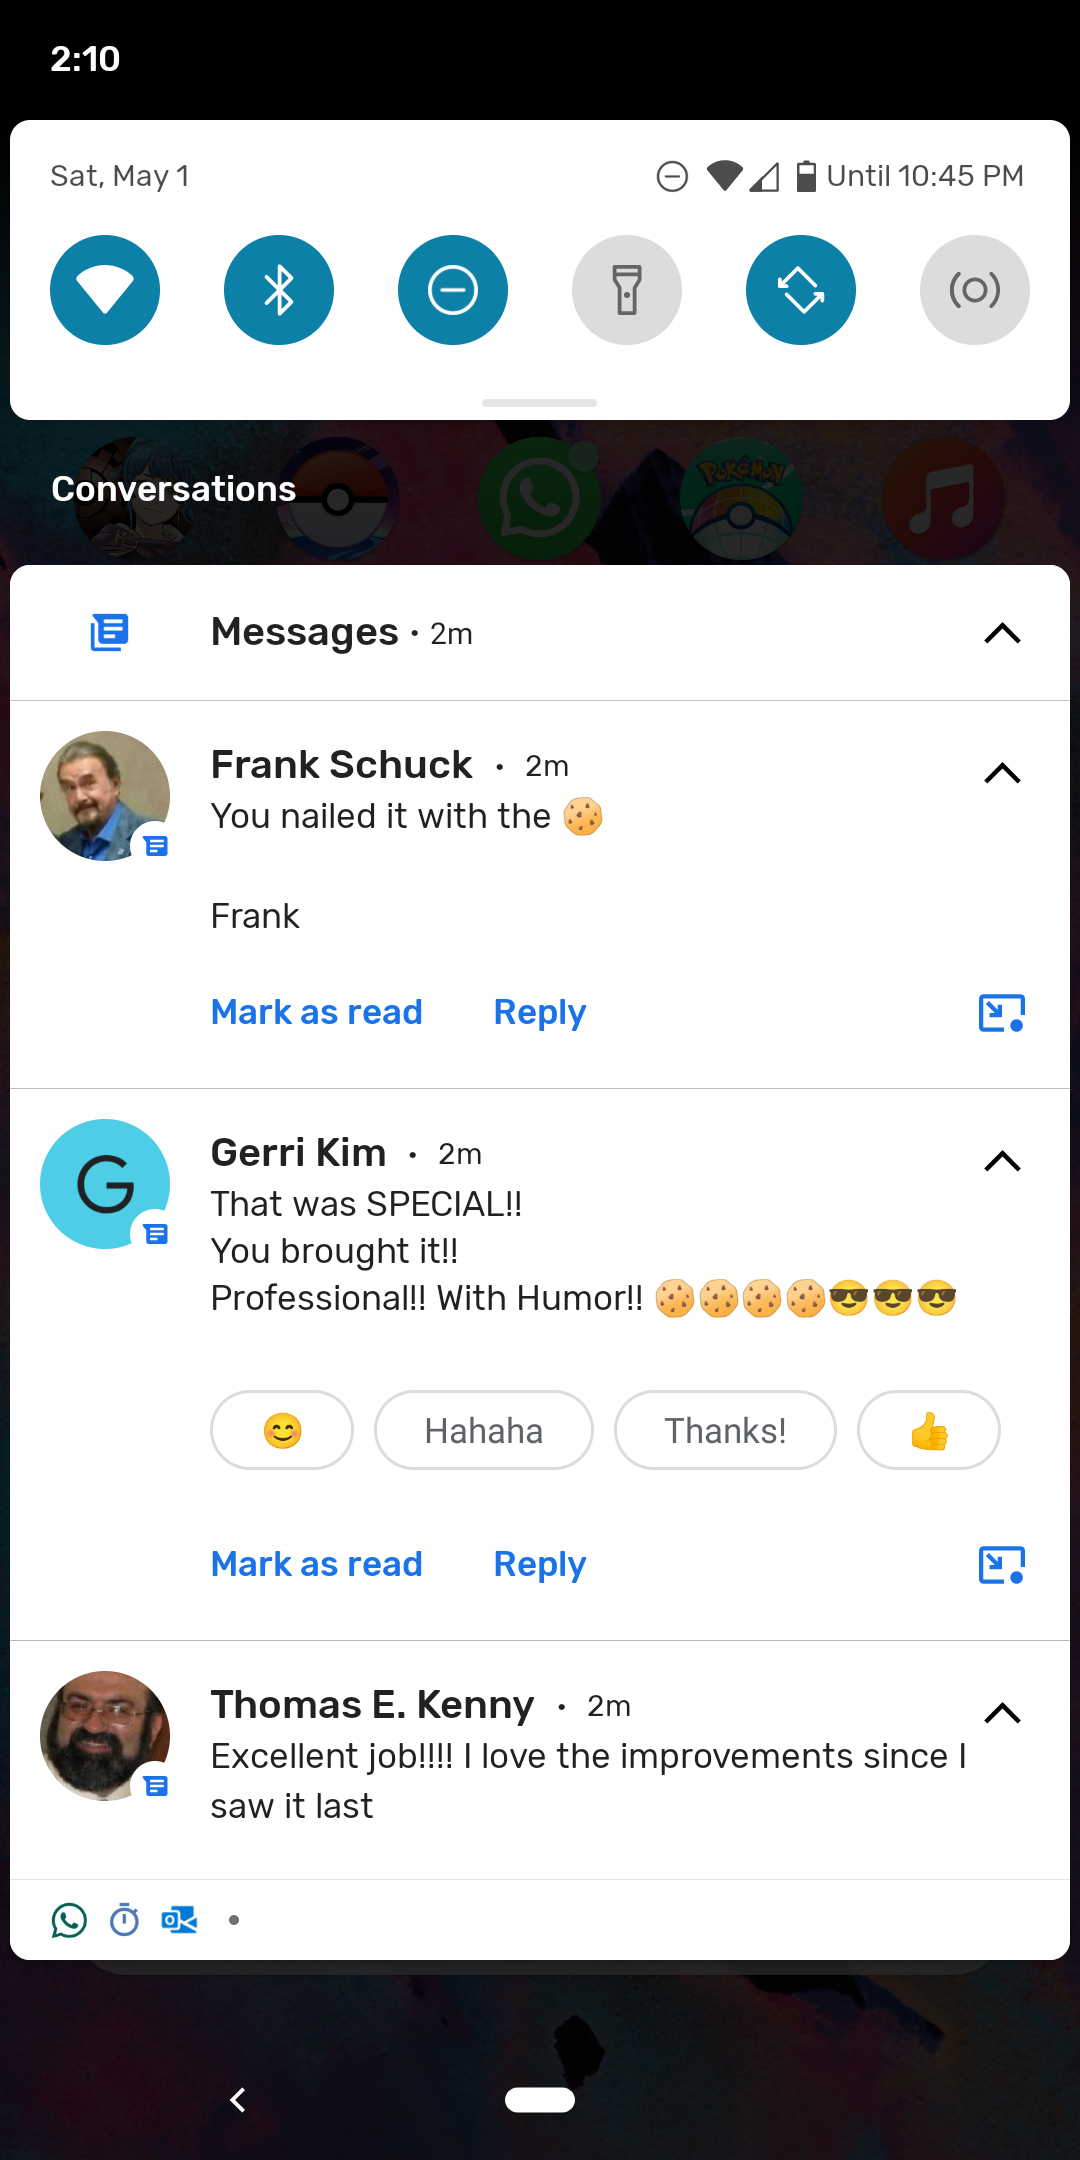 2:10
Sat, May 1
Until 10:45 PM
Conversations
POKéMON
Messages • 2m
Frank Schuck • 2m
You nailed it with the 🍪
Frank
Mark as read Reply
G
Gerri Kim • 2m
That was SPECIAL!!
You brought it!!
Professional!! With Humor!! 🍪🍪🍪🍪😎😎😎
😊 Hahaha Thanks! 👍
Mark as read Reply
Thomas E. Kenny • 2m
Excellent job!!!! I love the improvements since I
saw it last